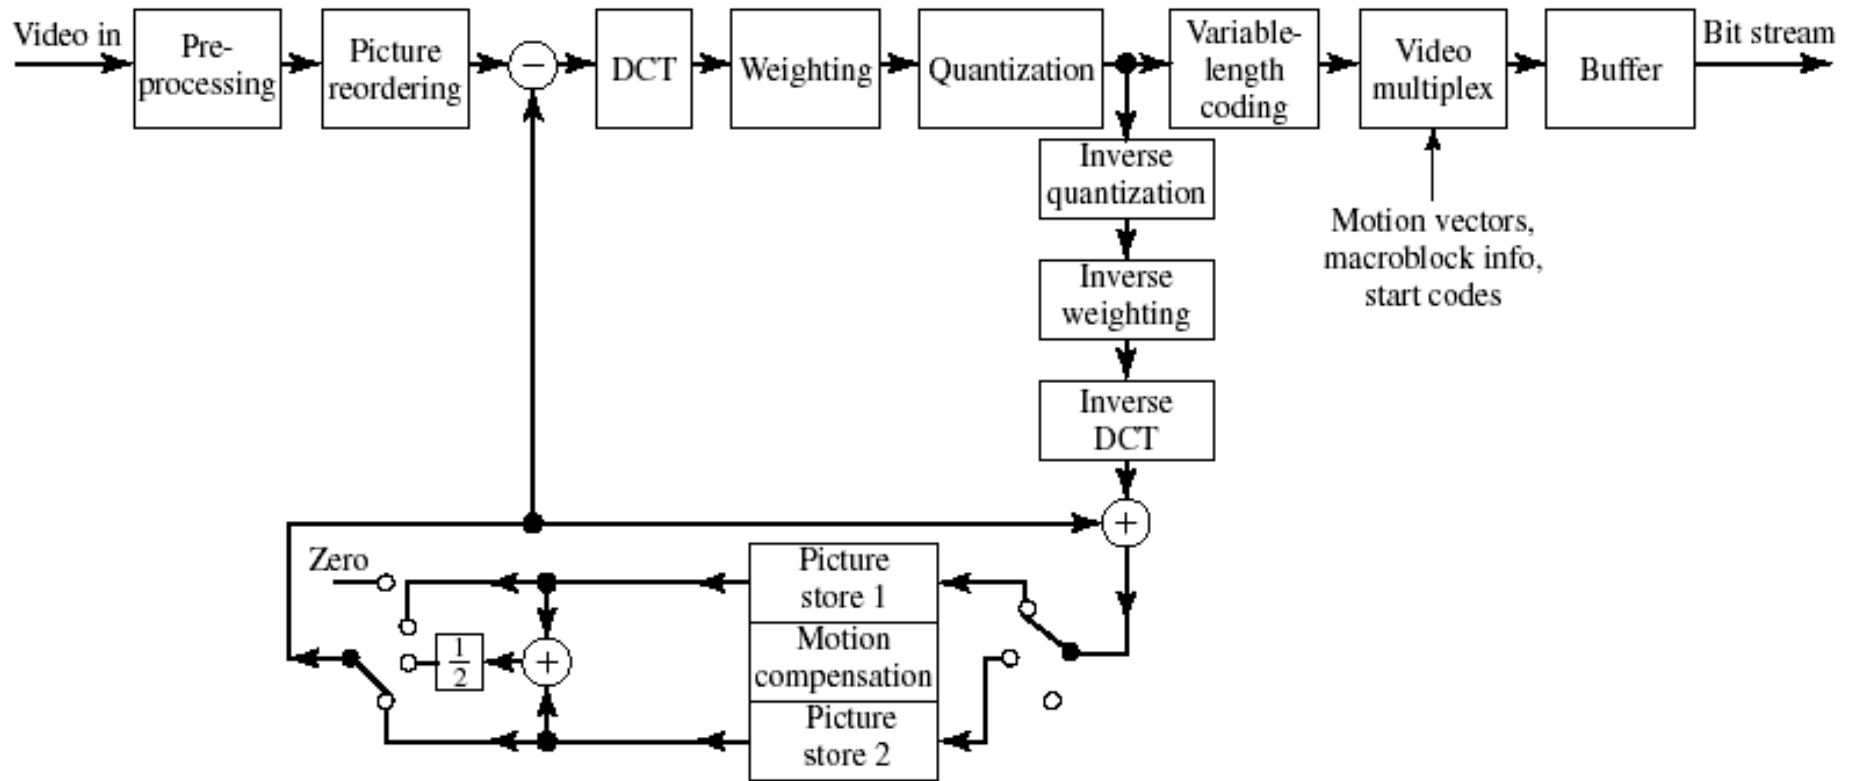 Video in
Pre-
processing
Picture
reordering
−
DCT
Weighting
Quantization
Variable-
length
coding
Video
multiplex
Buffer
Bit stream
Inverse
quantization
Motion vectors,
macroblock info,
start codes
Inverse
weighting
Inverse
DCT
+
Zero
Picture
store 1
Motion
compensation
Picture
store 2
1
2
+